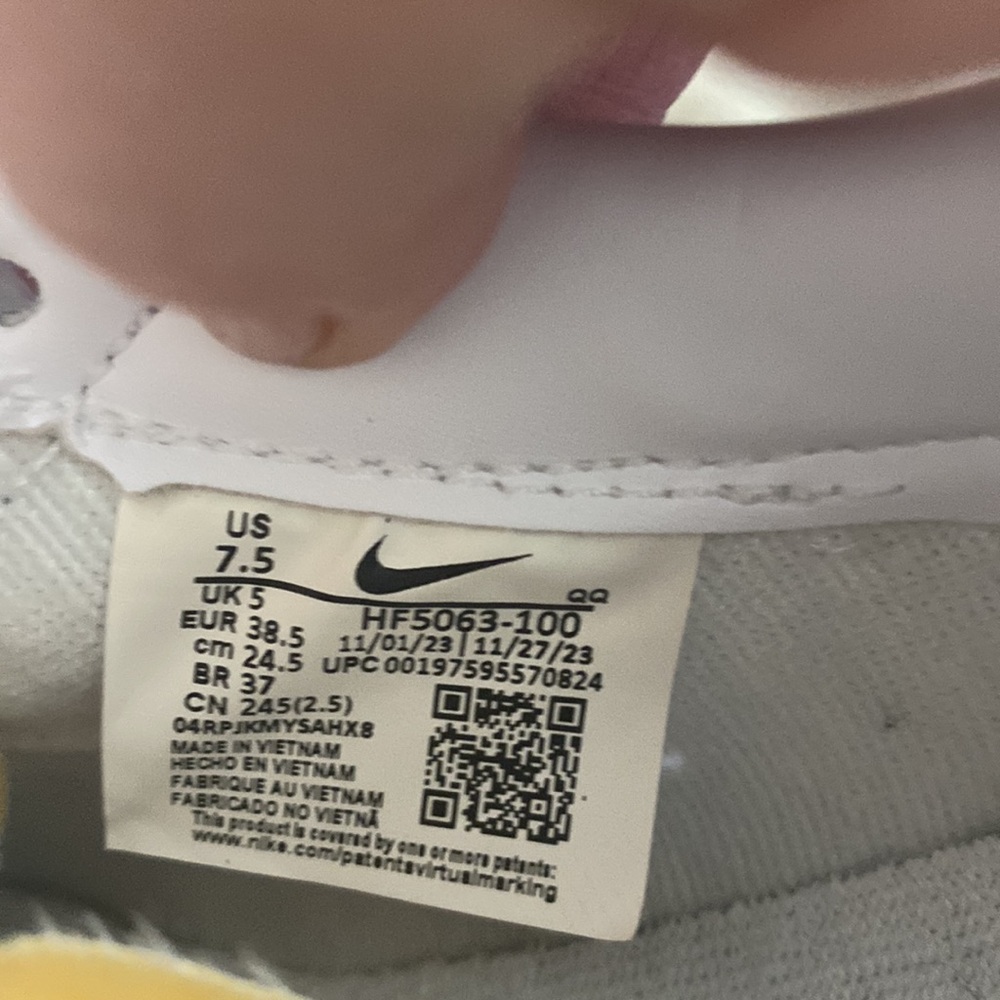 US
7.5
QQ
UK 5
HF5063-100
EUR 38.5
11/01/23 | 11/27/23
cm 24.5
UPC 00197595570824
BR 37
CN 245(2.5)
04RPJKMYSAHX8
MADE IN VIETNAM
HECHO EN VIETNAM
FABRIQUE AU VIETNAM
FABRICADO NO VIETNÃ
This product is covered by one or more patents:
www.nike.com/patentsvirtualmarking